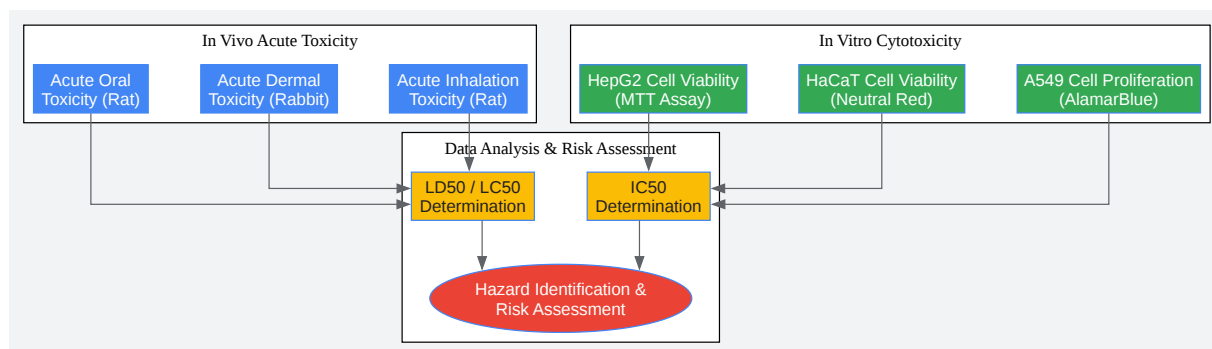 In Vivo Acute Toxicity
Acute Oral
Toxicity (Rat)
Acute Dermal
Toxicity (Rabbit)
Acute Inhalation
Toxicity (Rat)
In Vitro Cytotoxicity
HepG2 Cell Viability
(MTT Assay)
HaCaT Cell Viability
(Neutral Red)
A549 Cell Proliferation
(AlamarBlue)
Data Analysis & Risk Assessment
LD50 / LC50
Determination
IC50
Determination
Hazard Identification &
Risk Assessment